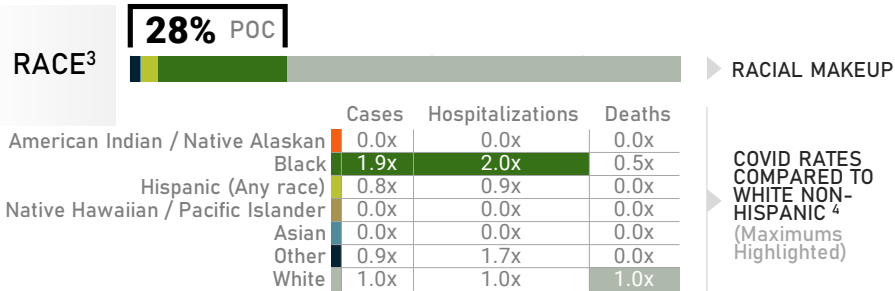 28% POC
RACE³
RACIAL MAKEUP
Cases Hospitalizations Deaths
American Indian / Native Alaskan 0.0x 0.0x 0.0x
Black 1.9x 2.0x 0.5x
Hispanic (Any race) 0.8x 0.9x 0.0x
Native Hawaiian / Pacific Islander 0.0x 0.0x 0.0x
Asian 0.0x 0.0x 0.0x
Other 0.9x 1.7x 0.0x
White 1.0x 1.0x 1.0x
COVID RATES
COMPARED TO
WHITE NON-
HISPANIC ⁴
(Maximums
Highlighted)